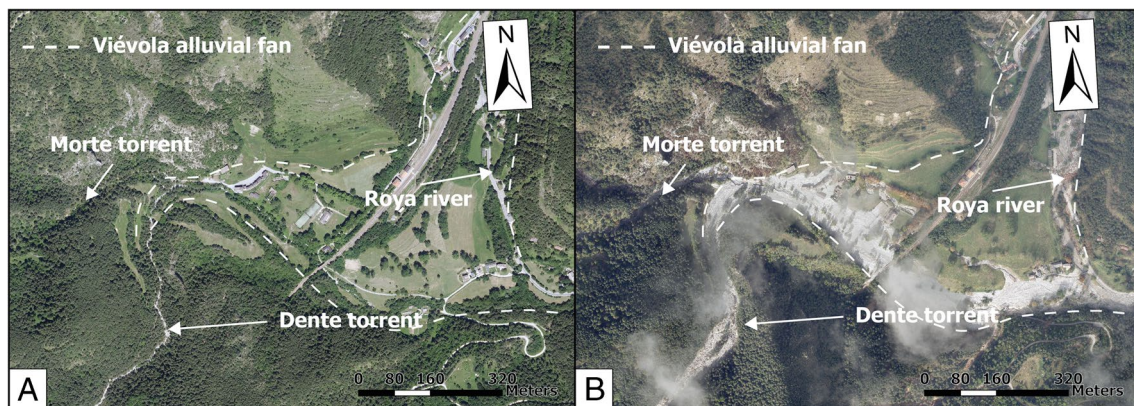 Viévola alluvial fan
N
Morte torrent
Roya river
Dente torrent
0 80 160 320
Meters
A
Viévola alluvial fan
N
Morte torrent
Roya river
Dente torrent
0 80 160 320
Meters
B